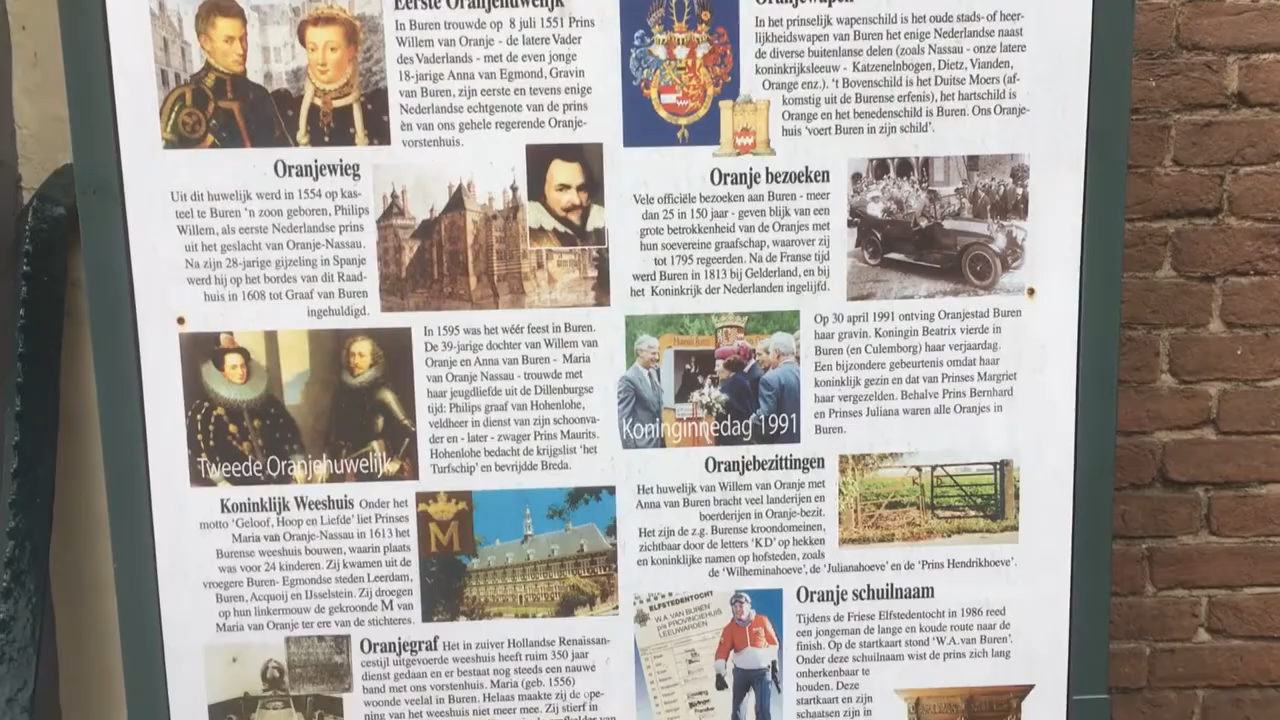 Eerste Oranjehuwelijk
In Buren trouwde op 8 juli 1551 Prins
Willem van Oranje - de latere Vader
des Vaderlands - met de even jonge
18-jarige Anna van Egmond, Gravin
van Buren, zijn eerste en tevens enige
Nederlandse echtgenote van de prins
èn van ons gehele regerende Oranje-
vorstenhuis.
Oranjewieg
Uit dit huwelijk werd in 1554 op kas-
teel te Buren 'n zoon geboren, Philips
Willem, als eerste Nederlandse prins
uit het geslacht van Oranje-Nassau.
Na zijn 28-jarige gijzeling in Spanje
werd hij op het bordes van dit Raad-
huis in 1608 tot Graaf van Buren
ingehuldigd.
In 1595 was het wéér feest in Buren.
De 39-jarige dochter van Willem van
Oranje en Anna van Buren - Maria
van Oranje Nassau - trouwde met
haar jeugdliefde uit de Dillenburgse
tijd: Philips graaf van Hohenlohe,
veldheer in dienst van zijn schoonva-
der en - later - zwager Prins Maurits.
Hohenlohe bedacht de krijgslist 'het
Turfschip' en bevrijdde Breda.
Tweede Oranjehuwelijk
Koninklijk Weeshuis Onder het
motto 'Geloof, Hoop en Liefde' liet Prinses
Maria van Oranje-Nassau in 1613 het
Burense weeshuis bouwen, waarin plaats
was voor 24 kinderen. Zij kwamen uit de
vroegere Buren- Egmondse steden Leerdam,
Buren, Acquoij en IJsselstein. Zij droegen
op hun linkermouw de gekroonde M van
Maria van Oranje ter ere van de stichteres.
M
Oranjegraf Het in zuiver Hollandse Renaissan-
cestijl uitgevoerde weeshuis heeft ruim 350 jaar
dienst gedaan en er bestaat nog steeds een nauwe
band met ons vorstenhuis. Maria (geb. 1556)
woonde veelal in Buren. Helaas maakte zij de ope-
ning van het weeshuis niet meer mee. Zij stierf in
Oranjewapen
In het prinselijk wapenschild is het oude stads- of heer-
lijkheidswapen van Buren het enige Nederlandse naast
de diverse buitenlanse delen (zoals Nassau - onze latere
koninkrijksleeuw - Katzenelnbogen, Dietz, Vianden,
Orange enz.). 't Bovenschild is het Duitse Moers (af-
komstig uit de Burense erfenis), het hartschild is
Orange en het benedenschild is Buren. Ons Oranje-
huis 'voert Buren in zijn schild'.
Oranje bezoeken
Vele officiële bezoeken aan Buren - meer
dan 25 in 150 jaar - geven blijk van een
grote betrokkenheid van de Oranjes met
hun soevereine graafschap, waarover zij
tot 1795 regeerden. Na de Franse tijd
werd Buren in 1813 bij Gelderland, en bij
het Koninkrijk der Nederlanden ingelijfd.
Op 30 april 1991 ontving Oranjestad Buren
haar gravin. Koningin Beatrix vierde in
Buren (en Culemborg) haar verjaardag.
Een bijzondere gebeurtenis omdat haar
koninklijk gezin en dat van Prinses Margriet
haar vergezelden. Behalve Prins Bernhard
en Prinses Juliana waren alle Oranjes in
Buren.
Koninginnedag 1991
Oranjebezittingen
Het huwelijk van Willem van Oranje met
Anna van Buren bracht veel landerijen en
boerderijen in Oranje-bezit.
Het zijn de z.g. Burense kroondomeinen,
zichtbaar door de letters 'KD' op hekken
en koninklijke namen op hofsteden, zoals
de 'Wilheminahoeve', de 'Julianahoeve' en de 'Prins Hendrikhoeve'.
ELFSTEDENTOCHT
W.A. VAN BUREN
p/a PROVINCIEHUIS
LEEUWARDEN
Oranje schuilnaam
Tijdens de Friese Elfstedentocht in 1986 reed
een jongeman de lange en koude route naar de
finish. Op de startkaart stond 'W.A.van Buren'.
Onder deze schuilnaam wist de prins zich lang
onherkenbaar te
houden. Deze
startkaart en zijn
schaatsen zijn in